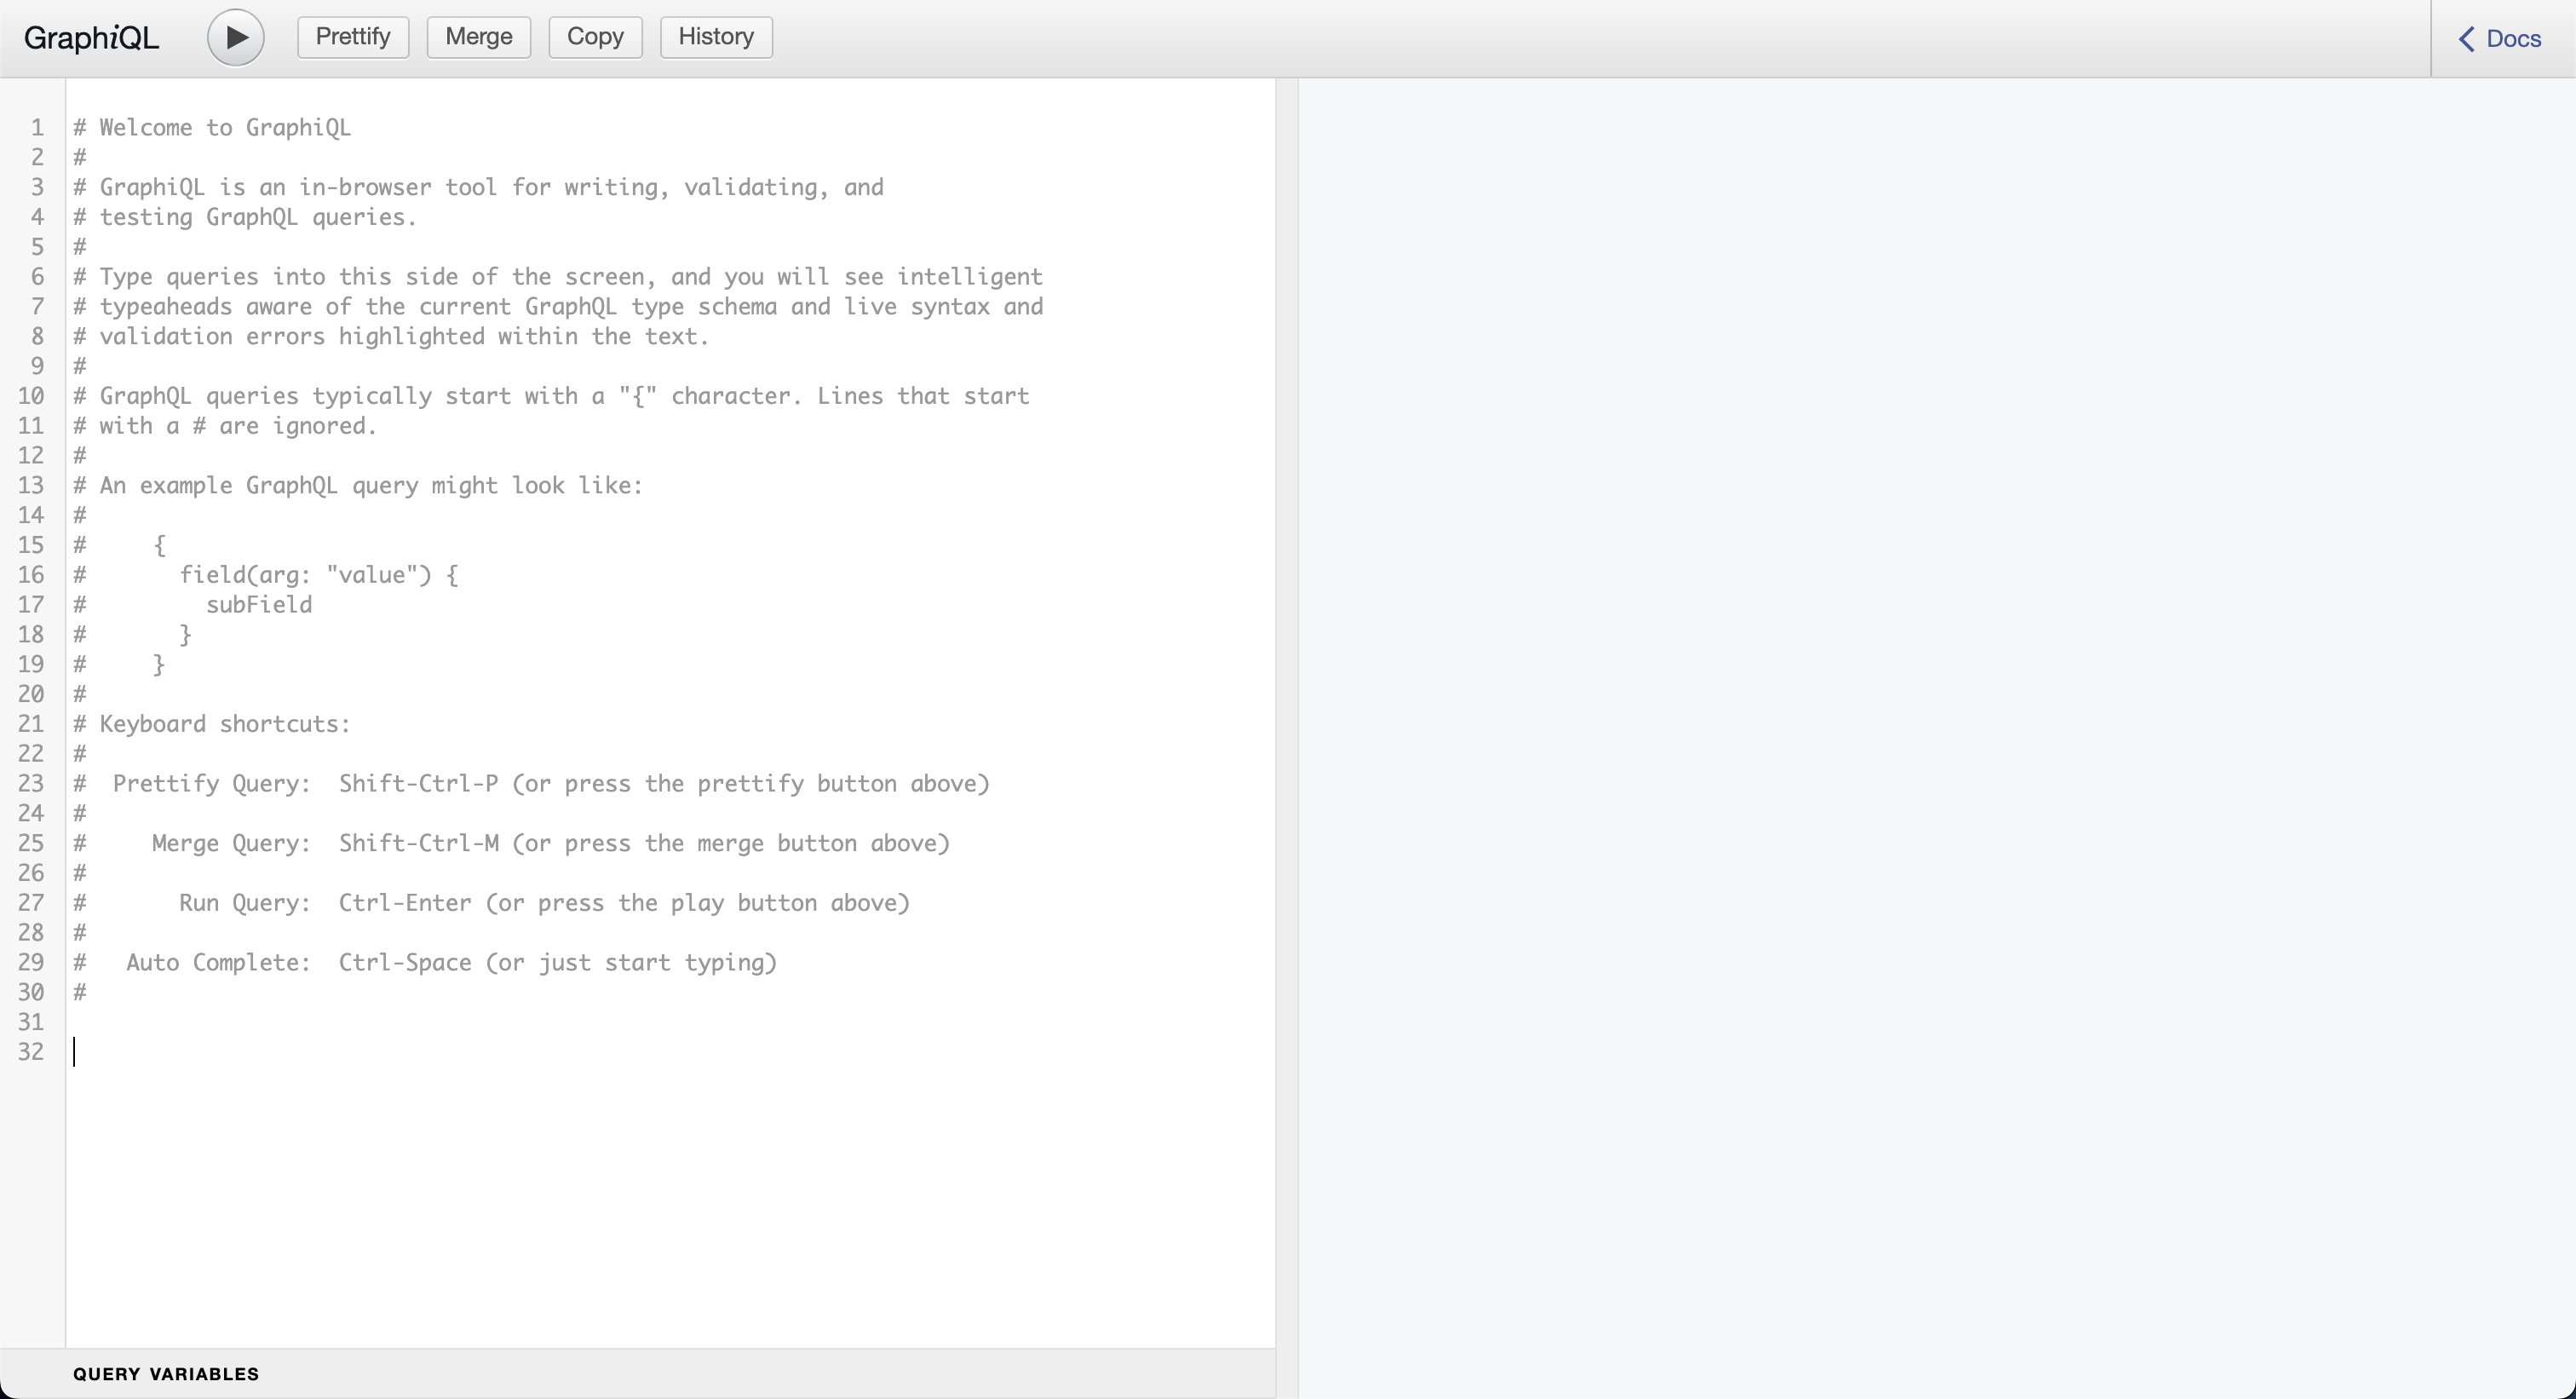 GraphiQL Prettify Merge Copy History Docs
1 # Welcome to GraphiQL
2 #
3 # GraphiQL is an in-browser tool for writing, validating, and
4 # testing GraphQL queries.
5 #
6 # Type queries into this side of the screen, and you will see intelligent
7 # typeaheads aware of the current GraphQL type schema and live syntax and
8 # validation errors highlighted within the text.
9 #
10 # GraphQL queries typically start with a "{" character. Lines that start
11 # with a # are ignored.
12 #
13 # An example GraphQL query might look like:
14 #
15 #     {
16 #       field(arg: "value") {
17 #         subField
18 #       }
19 #     }
20 #
21 # Keyboard shortcuts:
22 #
23 #  Prettify Query:  Shift-Ctrl-P (or press the prettify button above)
24 #
25 #     Merge Query:  Shift-Ctrl-M (or press the merge button above)
26 #
27 #       Run Query:  Ctrl-Enter (or press the play button above)
28 #
29 #   Auto Complete:  Ctrl-Space (or just start typing)
30 #
31
32
QUERY VARIABLES